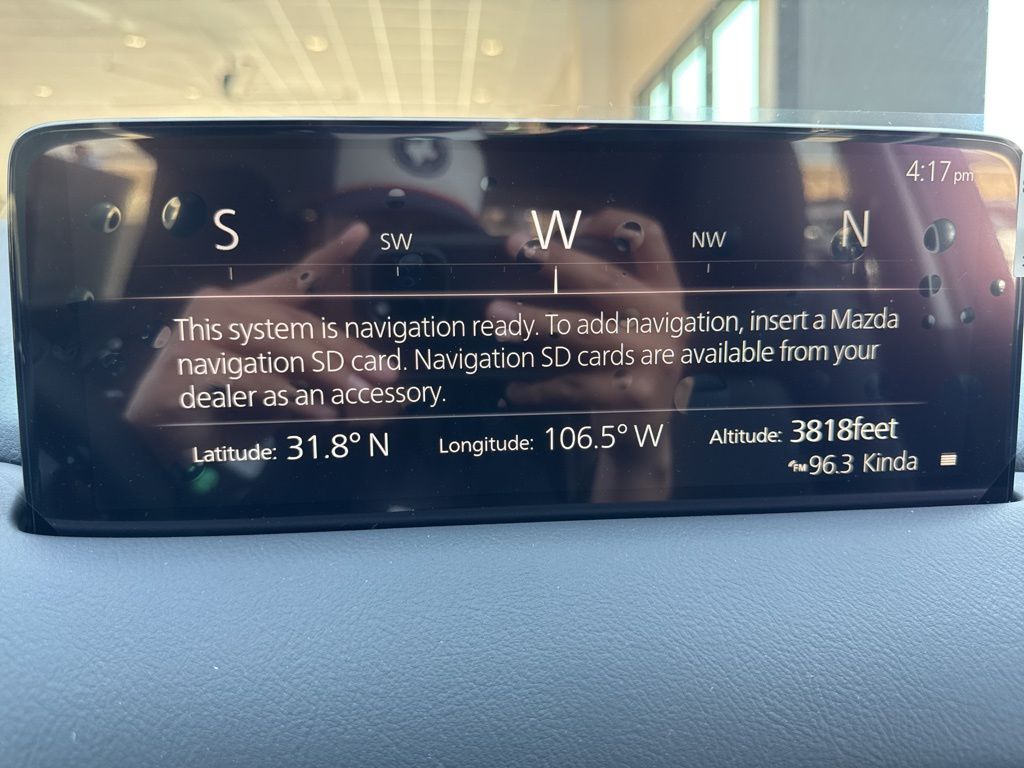 4:17 pm
S SW W NW N
This system is navigation ready. To add navigation, insert a Mazda
navigation SD card. Navigation SD cards are available from your
dealer as an accessory.
Latitude: 31.8° N Longitude: 106.5° W Altitude: 3818feet
FM 96.3 Kinda